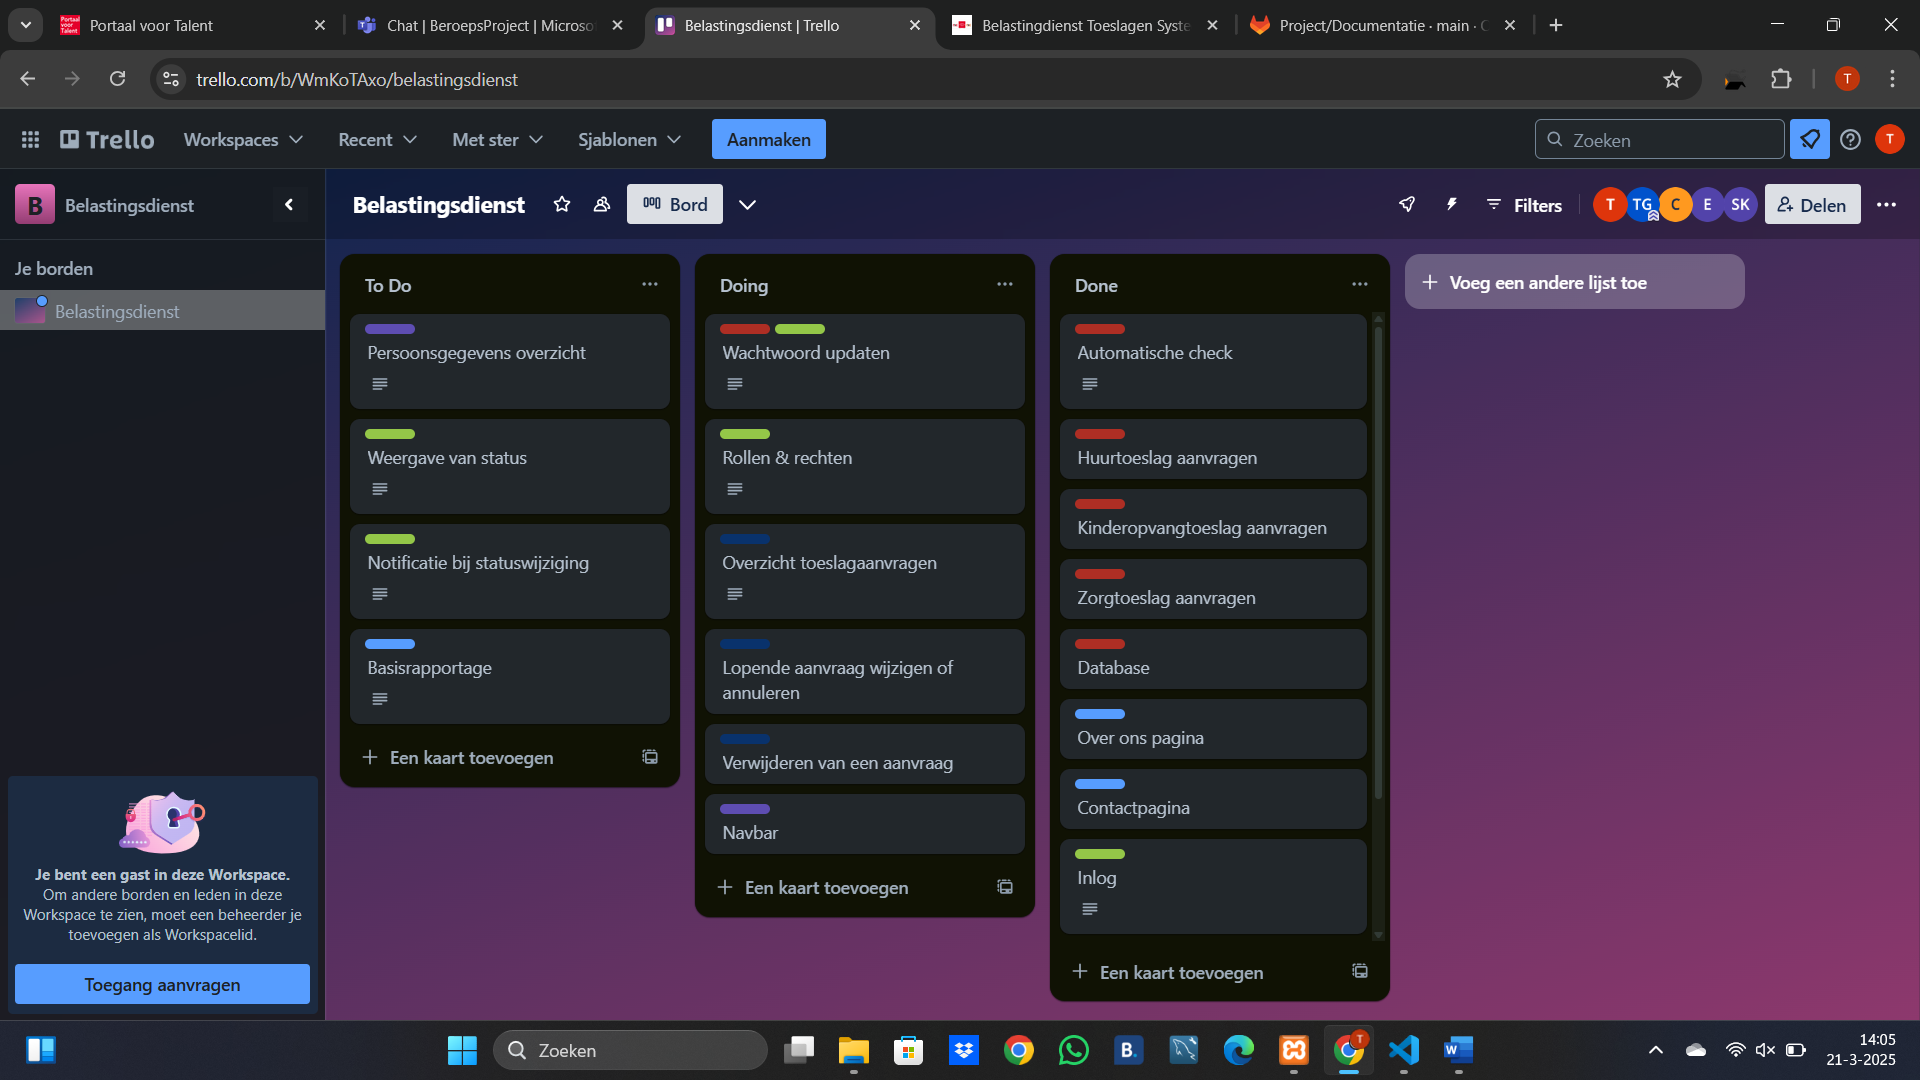 Portaal voor Talent
Chat | BeroepsProject | Microso
Belastingsdienst | Trello
Belastingdienst Toeslagen Syste
Project/Documentatie · main ·
trello.com/b/WmKoTAxo/belastingsdienst
T
Trello
Workspaces
Recent
Met ster
Sjablonen
Aanmaken
Zoeken
T
B
Belastingsdienst
Belastingsdienst
Bord
Filters
T
TG
C
E
SK
Delen
Je borden
Belastingsdienst
To Do
Persoonsgegevens overzicht
Weergave van status
Notificatie bij statuswijziging
Basisrapportage
Een kaart toevoegen
Doing
Wachtwoord updaten
Rollen & rechten
Overzicht toeslagaanvragen
Lopende aanvraag wijzigen of
annuleren
Verwijderen van een aanvraag
Navbar
Een kaart toevoegen
Done
Automatische check
Huurtoeslag aanvragen
Kinderopvangtoeslag aanvragen
Zorgtoeslag aanvragen
Database
Over ons pagina
Contactpagina
Inlog
Een kaart toevoegen
Voeg een andere lijst toe
Je bent een gast in deze Workspace.
Om andere borden en leden in deze
Workspace te zien, moet een beheerder je
toevoegen als Workspacelid.
Toegang aanvragen
Zoeken
B.
T
W
14:05
21-3-2025